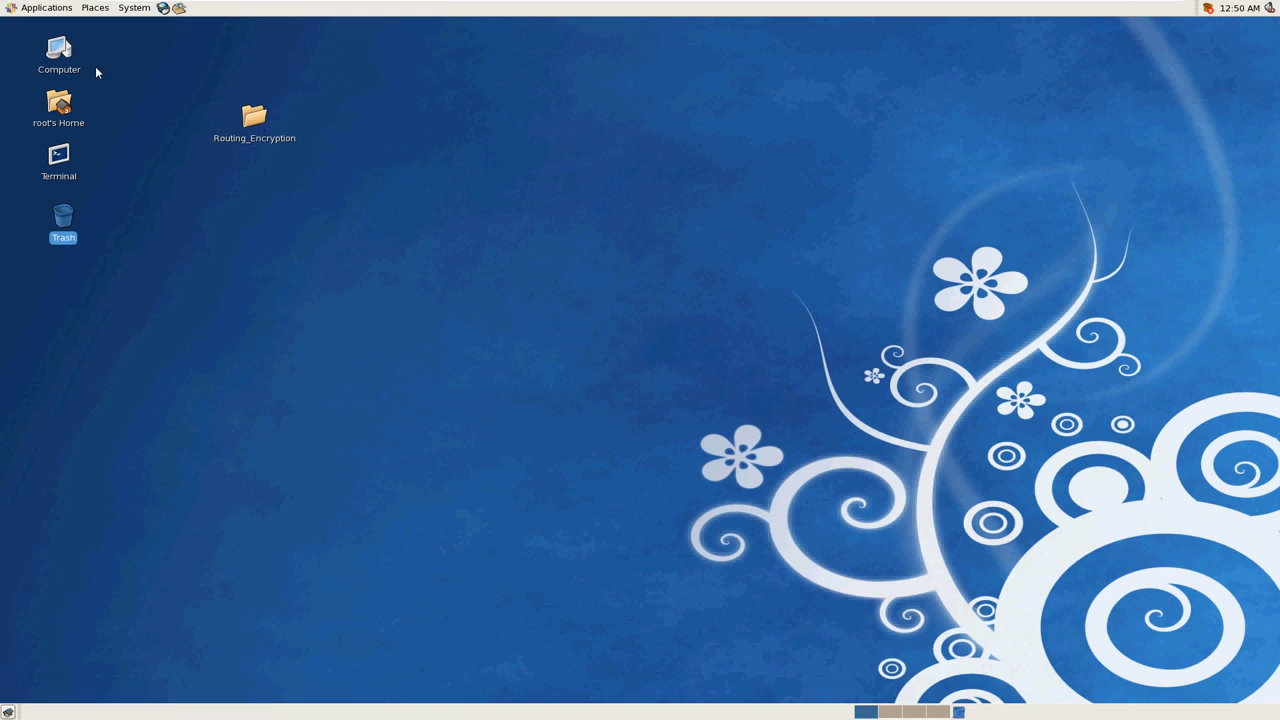 Applications Places System 12:50 AM
Computer
root's Home
Routing_Encryption
Terminal
Trash